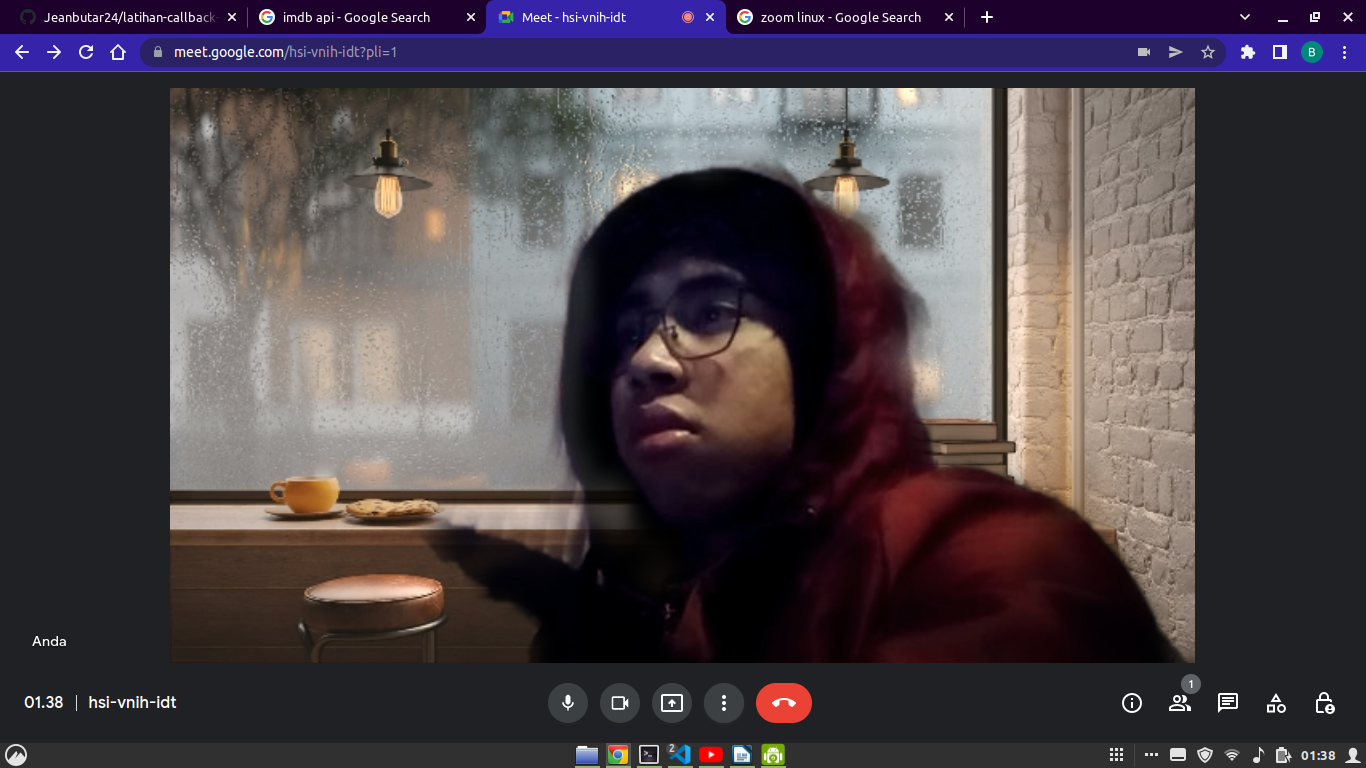 Jeanbutar24/latihan-callback-
imdb api - Google Search
Meet - hsi-vnih-idt
zoom linux - Google Search
meet.google.com/hsi-vnih-idt?pli=1
B
Anda
01.38 | hsi-vnih-idt
1
2
01:38